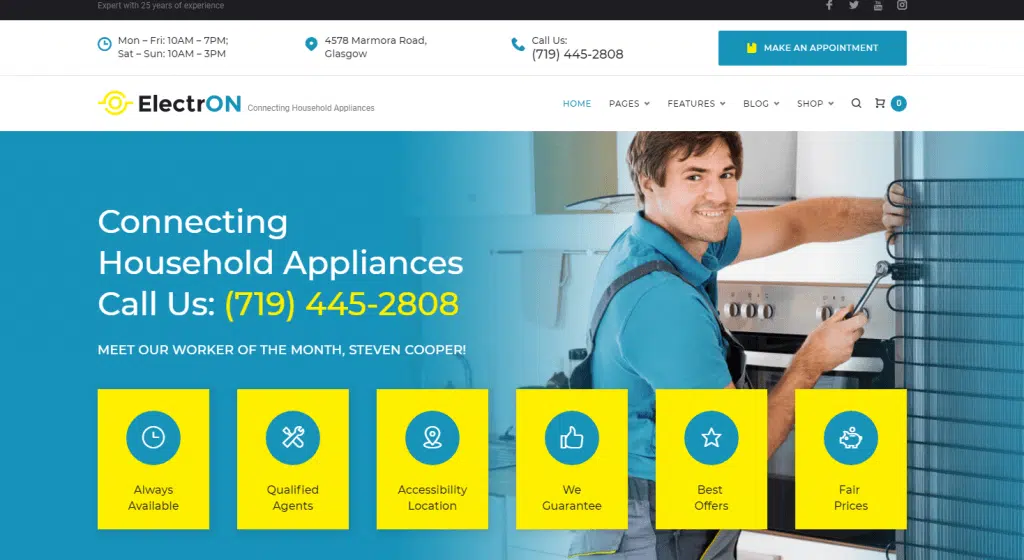 Expert with 25 years of experience
Mon – Fri: 10AM – 7PM;
Sat – Sun: 10AM – 3PM
4578 Marmora Road,
Glasgow
Call Us:
(719) 445-2808
MAKE AN APPOINTMENT
ElectrON
Connecting Household Appliances
HOME
PAGES
FEATURES
BLOG
SHOP
0
Connecting
Household Appliances
Call Us: (719) 445-2808
MEET OUR WORKER OF THE MONTH, STEVEN COOPER!
Always
Available
Qualified
Agents
Accessibility
Location
We
Guarantee
Best
Offers
Fair
Prices